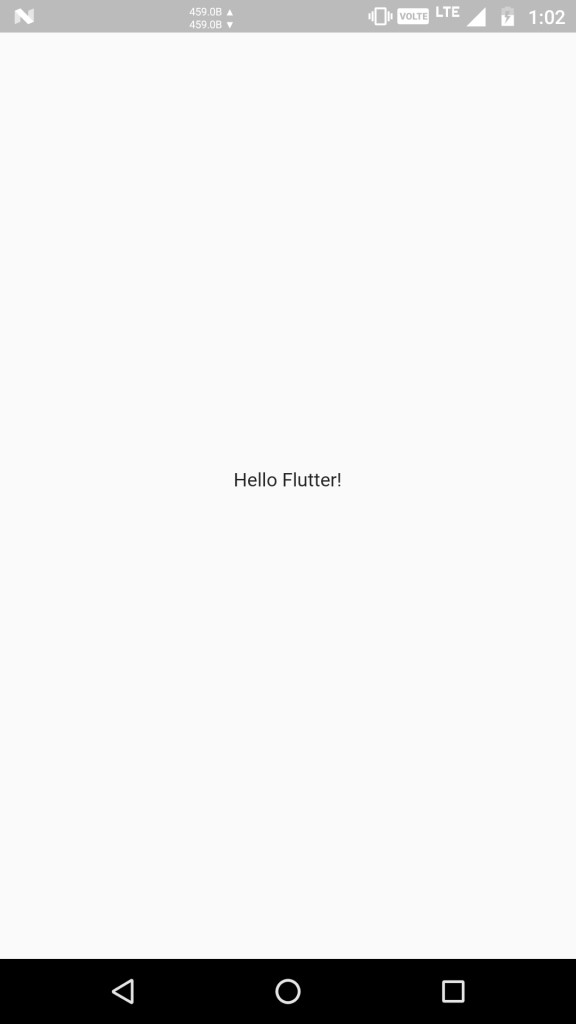 459.0B ▲
459.0B ▼
VOLTE
LTE
1:02
Hello Flutter!